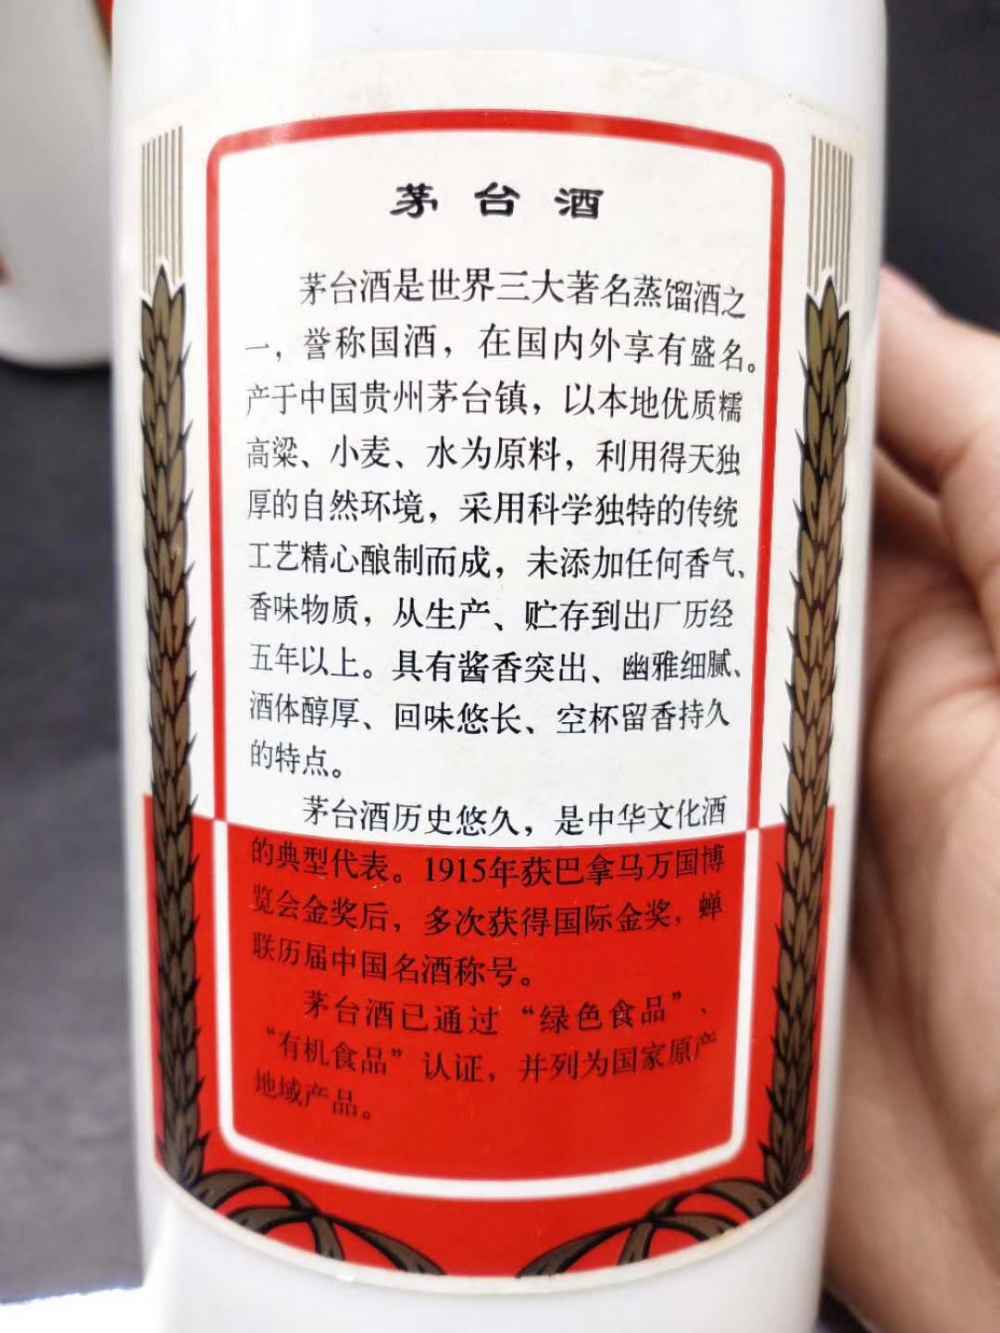 茅台酒
茅台酒是世界三大著名蒸馏酒之
一，誉称国酒，在国内外享有盛名。
产于中国贵州茅台镇，以本地优质糯
高粱、小麦、水为原料，利用得天独
厚的自然环境，采用科学独特的传统
工艺精心酿制而成，未添加任何香气、
香味物质，从生产、贮存到出厂历经
五年以上。具有酱香突出、幽雅细腻、
酒体醇厚、回味悠长、空杯留香持久
的特点。
茅台酒历史悠久，是中华文化酒
的典型代表。1915年获巴拿马万国博
览会金奖后，多次获得国际金奖，蝉
联历届中国名酒称号。
茅台酒已通过“绿色食品”、
“有机食品”认证，并列为国家原产
地域产品。